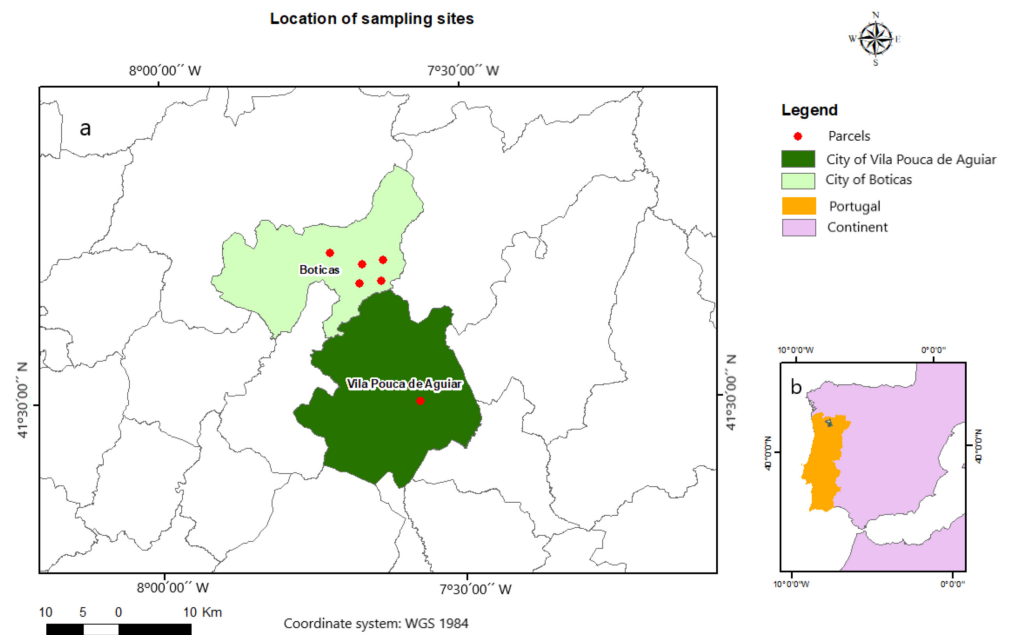 Location of sampling sites
N
W E
S
8°00′00′′ W 7°30′00′′ W
a
Legend
Parcels
City of Vila Pouca de Aguiar
City of Boticas
Portugal
Continent
Boticas
Vila Pouca de Aguiar
41°30′00′′ N
41°30′00′′ N
8°00′00′′ W 7°30′00′′ W
10 5 0 10 Km
Coordinate system: WGS 1984
10°0'0"W 0°0'0"
b
40°0'0"N
40°0'0"N
10°0'0"W 0°0'0"